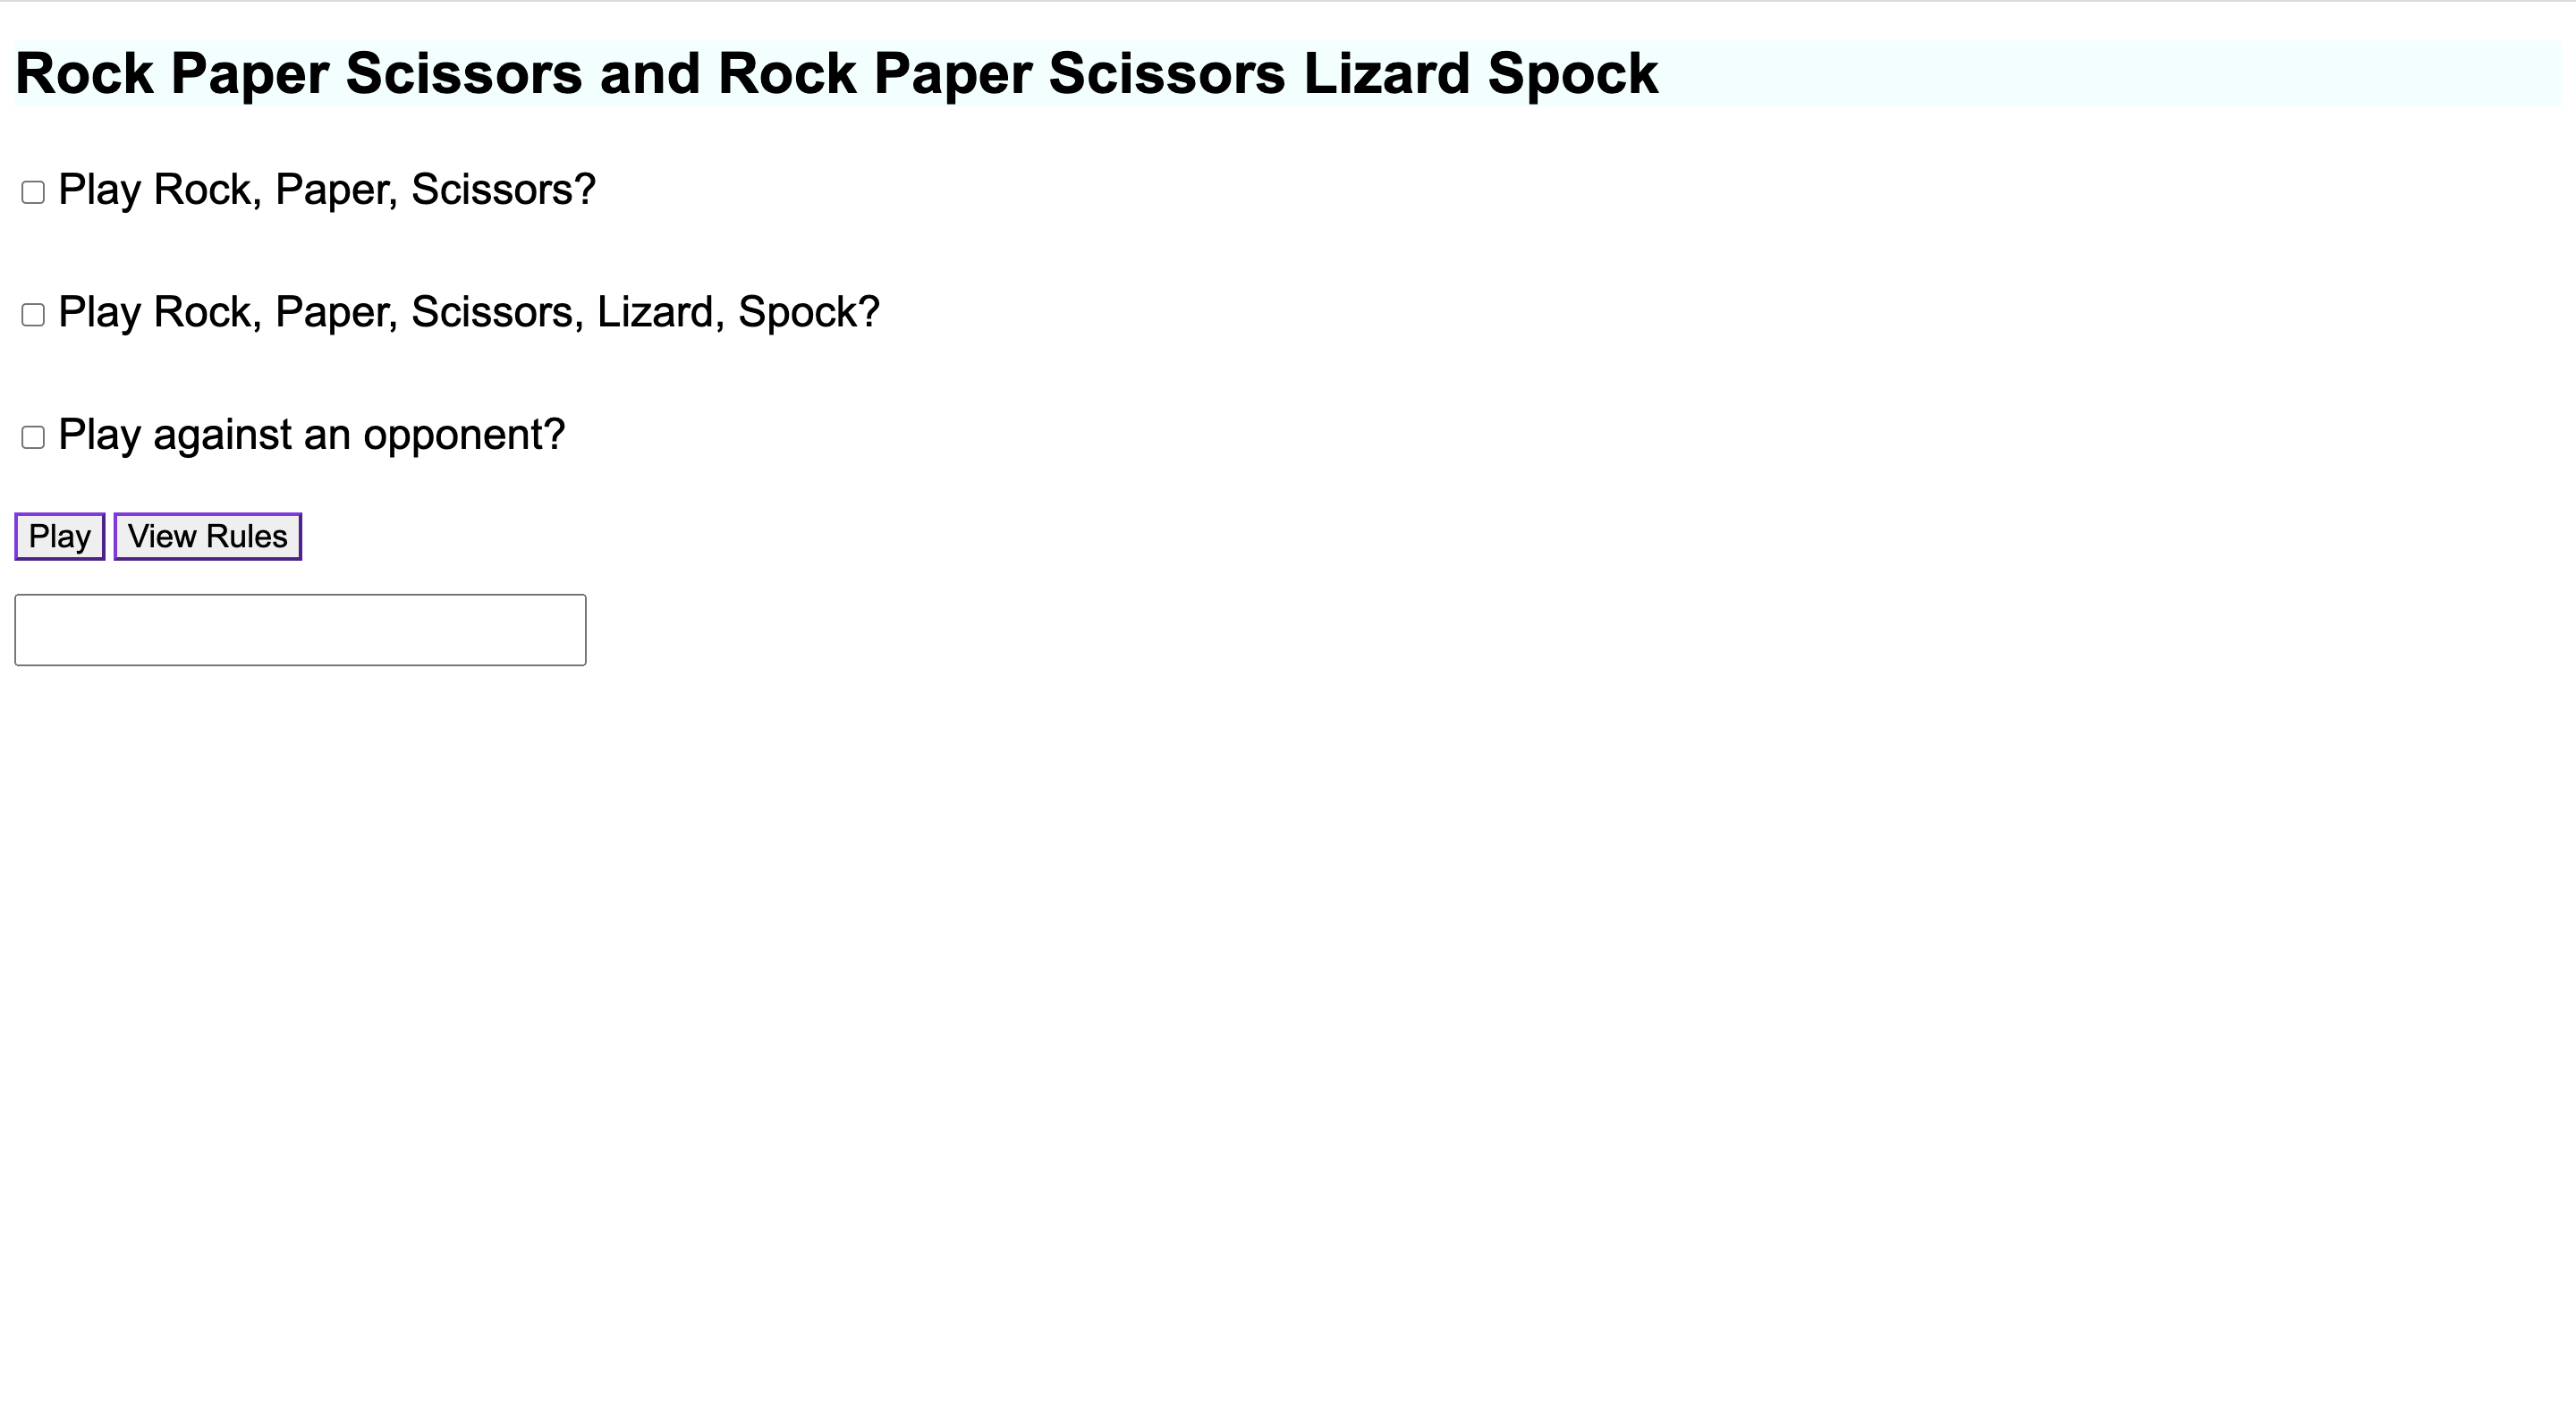 Rock Paper Scissors and Rock Paper Scissors Lizard Spock
Play Rock, Paper, Scissors?
Play Rock, Paper, Scissors, Lizard, Spock?
Play against an opponent?
Play View Rules